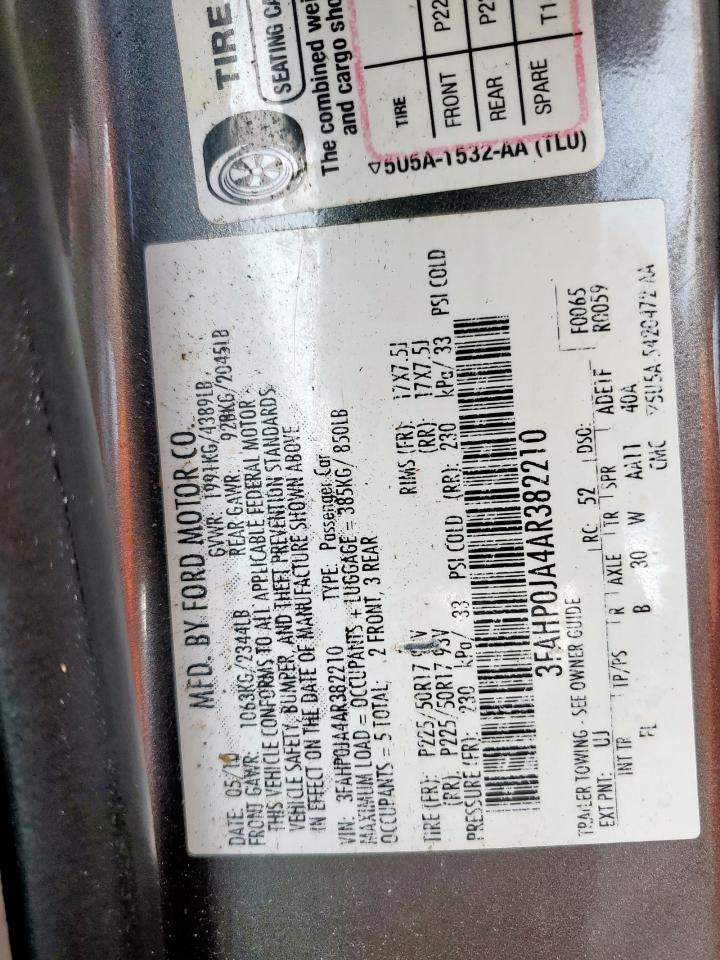 MFD. BY FORD MOTOR CO.
DATE 05/10 GVWR: 1991KG/4389LB
FRONT GAWR: 1063KG/2344LB REAR GAWR 928KG/2045LB
THIS VEHICLE CONFORMS TO ALL APPLICABLE FEDERAL MOTOR
VEHICLE SAFETY, BUMPER, AND THEFT PREVENTION STANDARDS
IN EFFECT ON THE DATE OF MANUFACTURE SHOWN ABOVE
VIN: 3FAHP0JA4AR382210 TYPE: Passenger Car
MAXIMUM LOAD = OCCUPANTS + LUGGAGE = 385KG/ 850LB
OCCUPANTS = 5 TOTAL; 2 FRONT, 3 REAR
TIRE (FR): P225/50R17 V RIMS (FR): 17X7.5J
(RR): P225/50R17 93V (RR): 17X7.5J
PRESSURE (FR): 230 kPa/ 33 PSI COLD (RR): 230 kPa/ 33 PSI COLD
3FAHP0JA4AR382210
F0065
R0059
TRAILER TOWING - SEE OWNER GUIDE
EXT PNT: UJ RC: 52 DSO:
INT TR TP/PS R AXLE TR SPR ADE1F
FL B 30 W AA11 40A
CMC 5U5A 5420472 AA
TIRE
SEATING CA
The combined wei
and cargo sho
TIRE
FRONT P22
REAR P2
SPARE T1
5U5A-1532-AA (TLU)